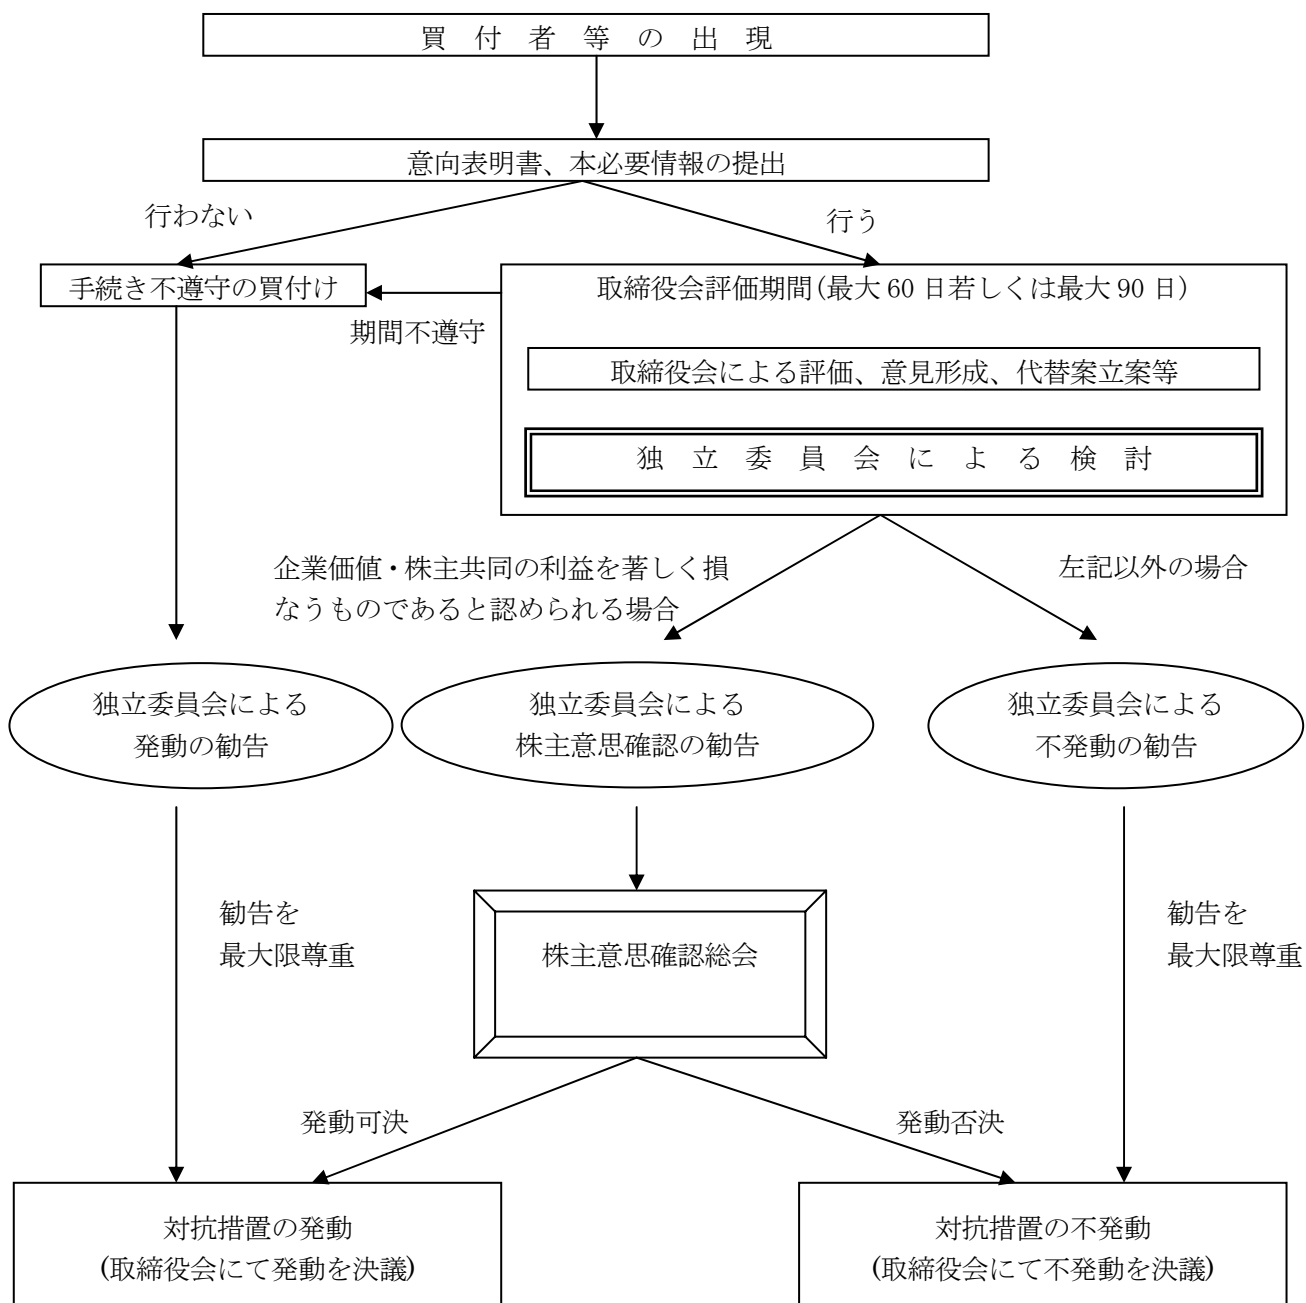 買付者等の出現
意向表明書、本必要情報の提出
行わない
行う
手続き不遵守の買付け
取締役会評価期間(最大 60 日若しくは最大 90 日)
期間不遵守
取締役会による評価、意見形成、代替案立案等
独立委員会による検討
企業価値・株主共同の利益を著しく損
なうものであると認められる場合
左記以外の場合
独立委員会による
発動の勧告
独立委員会による
株主意思確認の勧告
独立委員会による
不発動の勧告
勧告を
最大限尊重
株主意思確認総会
勧告を
最大限尊重
発動可決
発動否決
対抗措置の発動
(取締役会にて発動を決議)
対抗措置の不発動
(取締役会にて不発動を決議)